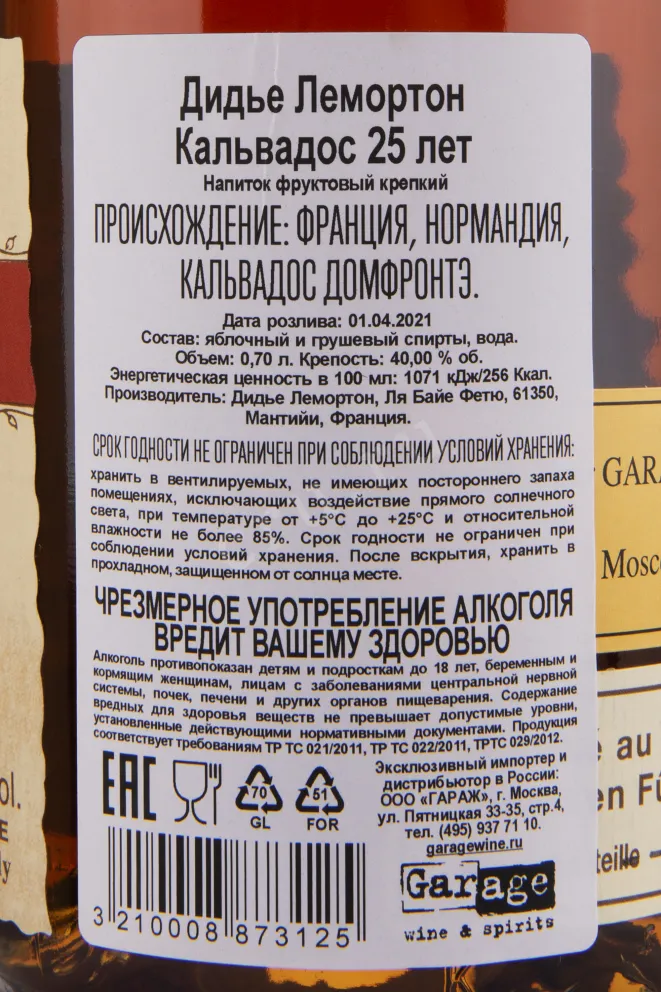 Дидье Лемортон
Кальвадос 25 лет
Напиток фруктовый крепкий
ПРОИСХОЖДЕНИЕ: ФРАНЦИЯ, НОРМАНДИЯ,
КАЛЬВАДОС ДОМФРОНТЭ.
Дата розлива: 01.04.2021
Состав: яблочный и грушевый спирты, вода.
Объем: 0,70 л. Крепость: 40,00 % об.
Энергетическая ценность в 100 мл: 1071 кДж/256 Ккал.
Производитель: Дидье Лемортон, Ля Байе Фетю, 61350,
Мантийи, Франция.
СРОК ГОДНОСТИ НЕ ОГРАНИЧЕН ПРИ СОБЛЮДЕНИИ УСЛОВИЙ ХРАНЕНИЯ:
хранить в вентилируемых, не имеющих постороннего запаха
помещениях, исключающих воздействие прямого солнечного
света, при температуре от +5°С до +25°С и относительной
влажности не более 85%. Срок годности не ограничен при
соблюдении условий хранения. После вскрытия, хранить в
прохладном, защищенном от солнца месте.
ЧРЕЗМЕРНОЕ УПОТРЕБЛЕНИЕ АЛКОГОЛЯ
ВРЕДИТ ВАШЕМУ ЗДОРОВЬЮ
Алкоголь противопоказан детям и подросткам до 18 лет, беременным и
кормящим женщинам, лицам с заболеваниями центральной нервной
системы, почек, печени и других органов пищеварения. Содержание
вредных для здоровья веществ не превышает допустимые уровни,
установленные действующими нормативными документами. Продукция
соответствует требованиям ТР ТС 021/2011, ТР ТС 022/2011, ТРТС 029/2012.
EAC
70
GL
51
FOR
Эксклюзивный импортер и
дистрибьютор в России:
ООО «ГАРАЖ», г. Москва,
ул. Пятницкая 33-35, стр.4,
тел. (495) 937 71 10.
garagewine.ru
Garage
wine & spirits
3 210008 873125
GARA
Mosco
é au
en Fû
teille
ol.
E
ly